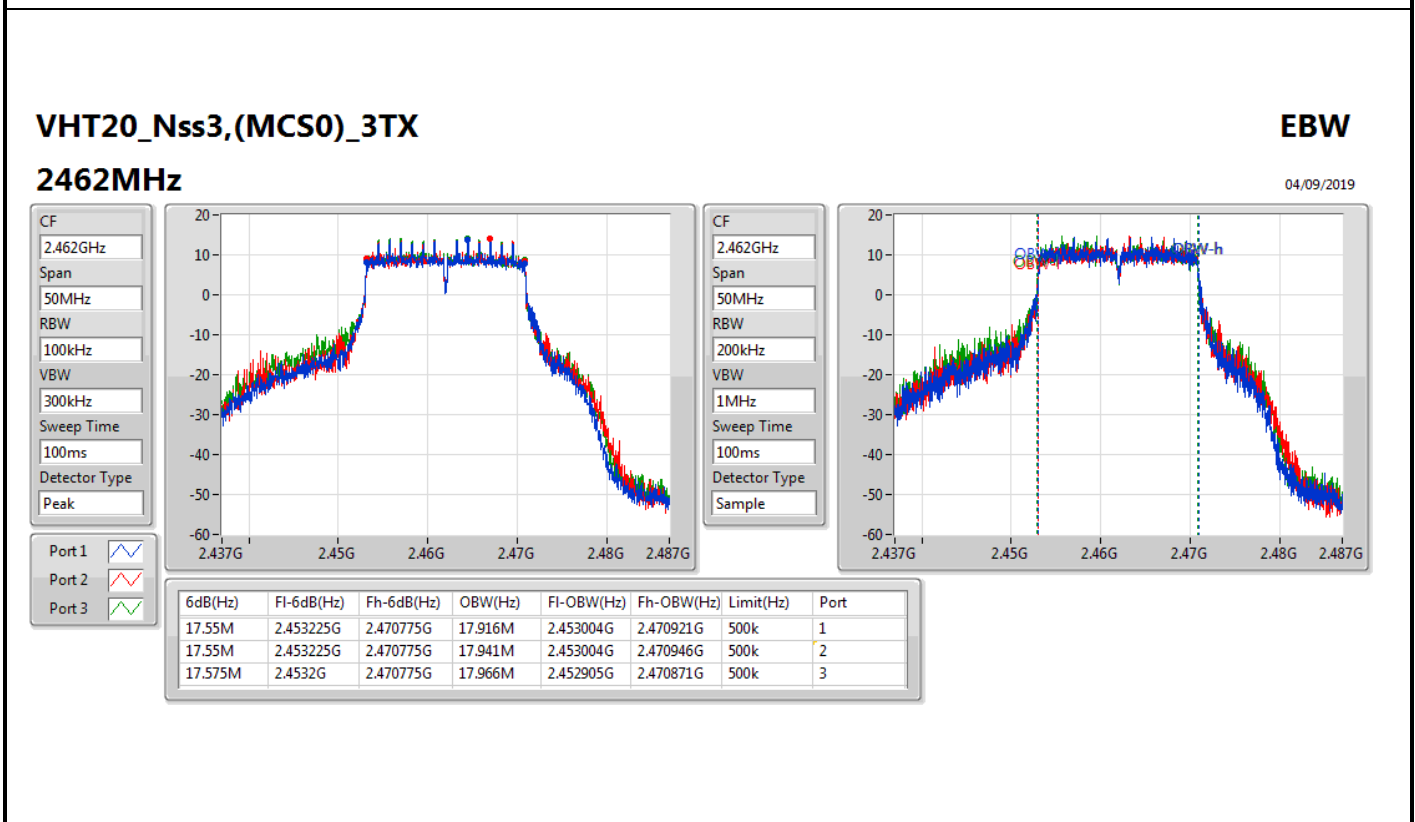 VHT20_Nss3,(MCS0)_3TX
EBW
2462MHz
04/09/2019
CF
2.462GHz
Span
50MHz
RBW
100kHz
VBW
300kHz
Sweep Time
100ms
Detector Type
Peak
20
10
0
-10
-20
-30
-40
-50
-60
2.437G 2.45G 2.46G 2.47G 2.48G 2.487G
CF
2.462GHz
Span
50MHz
RBW
200kHz
VBW
1MHz
Sweep Time
100ms
Detector Type
Sample
20
10
0
-10
-20
-30
-40
-50
-60
OBW-h
2.437G 2.45G 2.46G 2.47G 2.48G 2.487G
Port 1
Port 2
Port 3
6dB(Hz) Fl-6dB(Hz) Fh-6dB(Hz) OBW(Hz) Fl-OBW(Hz) Fh-OBW(Hz) Limit(Hz) Port
17.55M 2.453225G 2.470775G 17.916M 2.453004G 2.470921G 500k 1
17.55M 2.453225G 2.470775G 17.941M 2.453004G 2.470946G 500k 2
17.575M 2.4532G 2.470775G 17.966M 2.452905G 2.470871G 500k 3